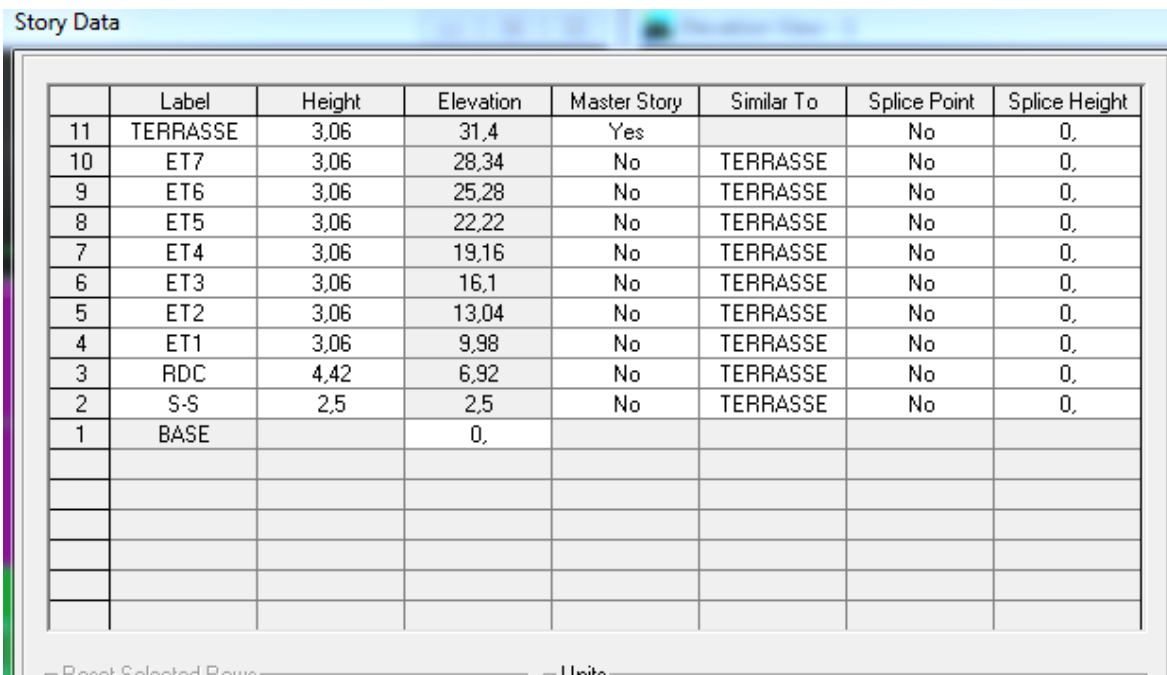 Story Data
Label Height Elevation Master Story Similar To Splice Point Splice Height
11 TERRASSE 3,06 31,4 Yes No 0,
10 ET7 3,06 28,34 No TERRASSE No 0,
9 ET6 3,06 25,28 No TERRASSE No 0,
8 ET5 3,06 22,22 No TERRASSE No 0,
7 ET4 3,06 19,16 No TERRASSE No 0,
6 ET3 3,06 16,1 No TERRASSE No 0,
5 ET2 3,06 13,04 No TERRASSE No 0,
4 ET1 3,06 9,98 No TERRASSE No 0,
3 RDC 4,42 6,92 No TERRASSE No 0,
2 S-S 2,5 2,5 No TERRASSE No 0,
1 BASE 0,
Reset Selected Rows Units